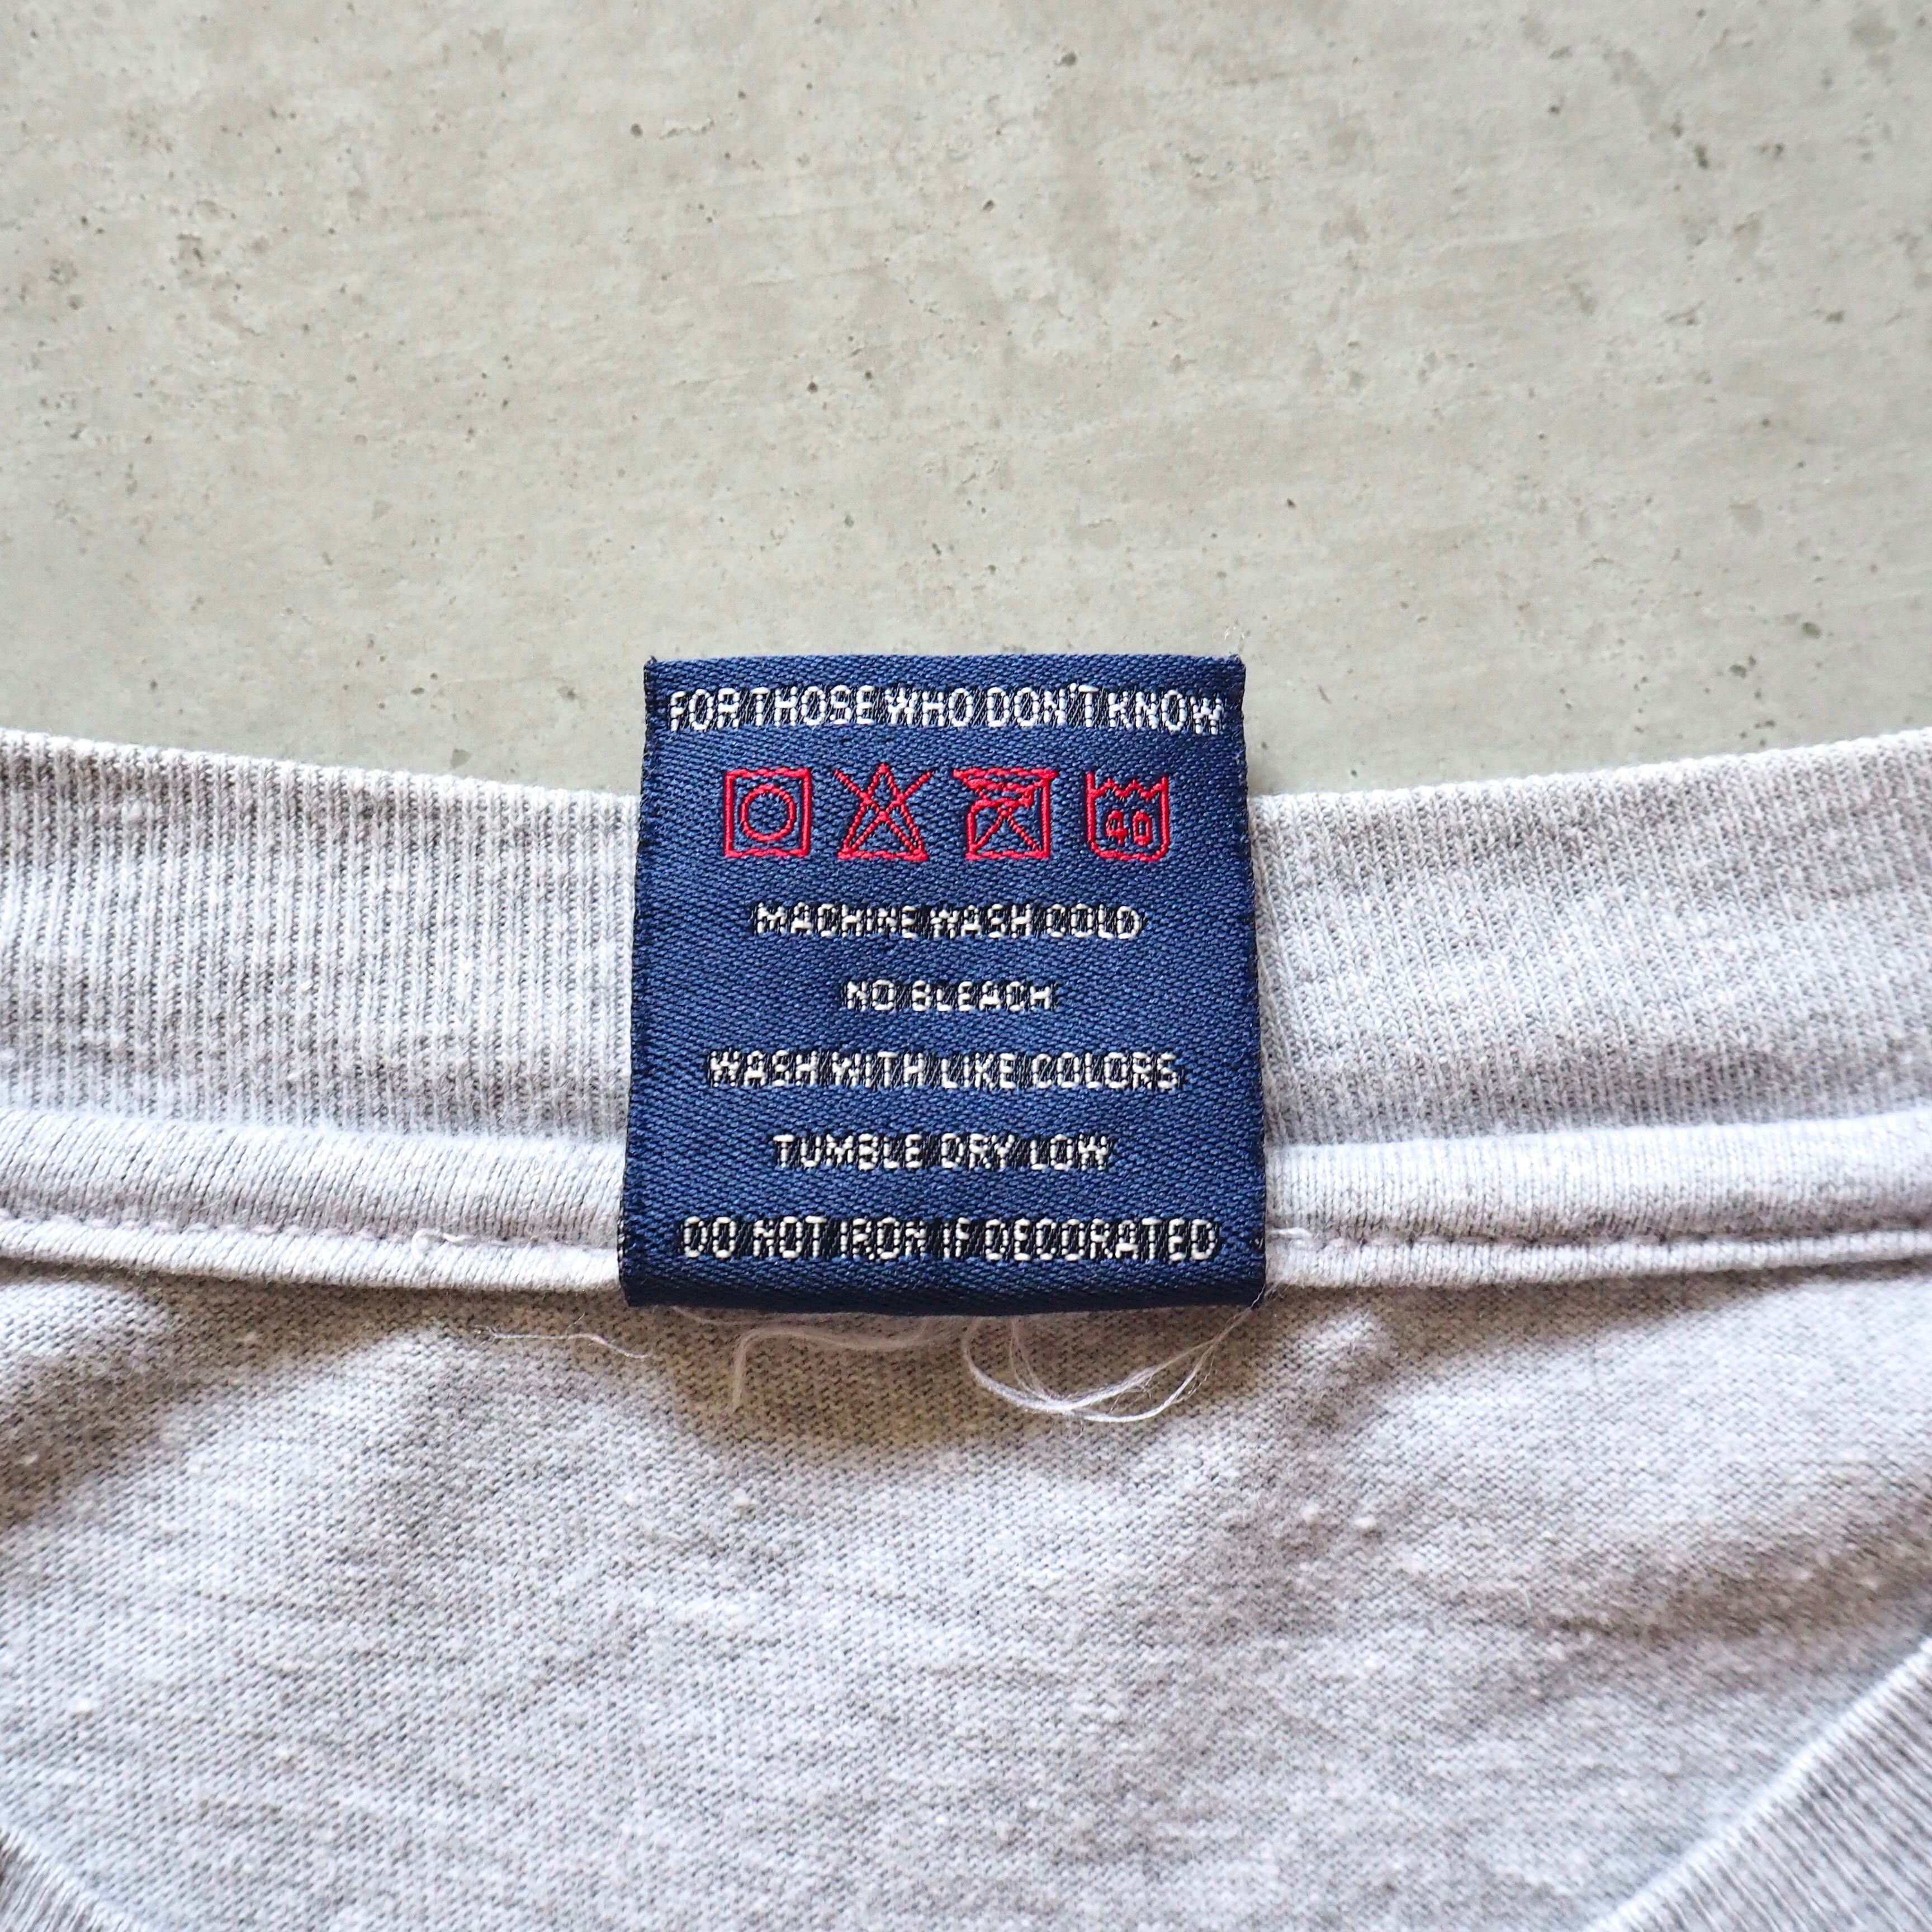 FOR THOSE WHO DON'T KNOW
40
MACHINE WASH COLD
NO BLEACH
WASH WITH LIKE COLORS
TUMBLE DRY LOW
DO NOT IRON IF DECORATED